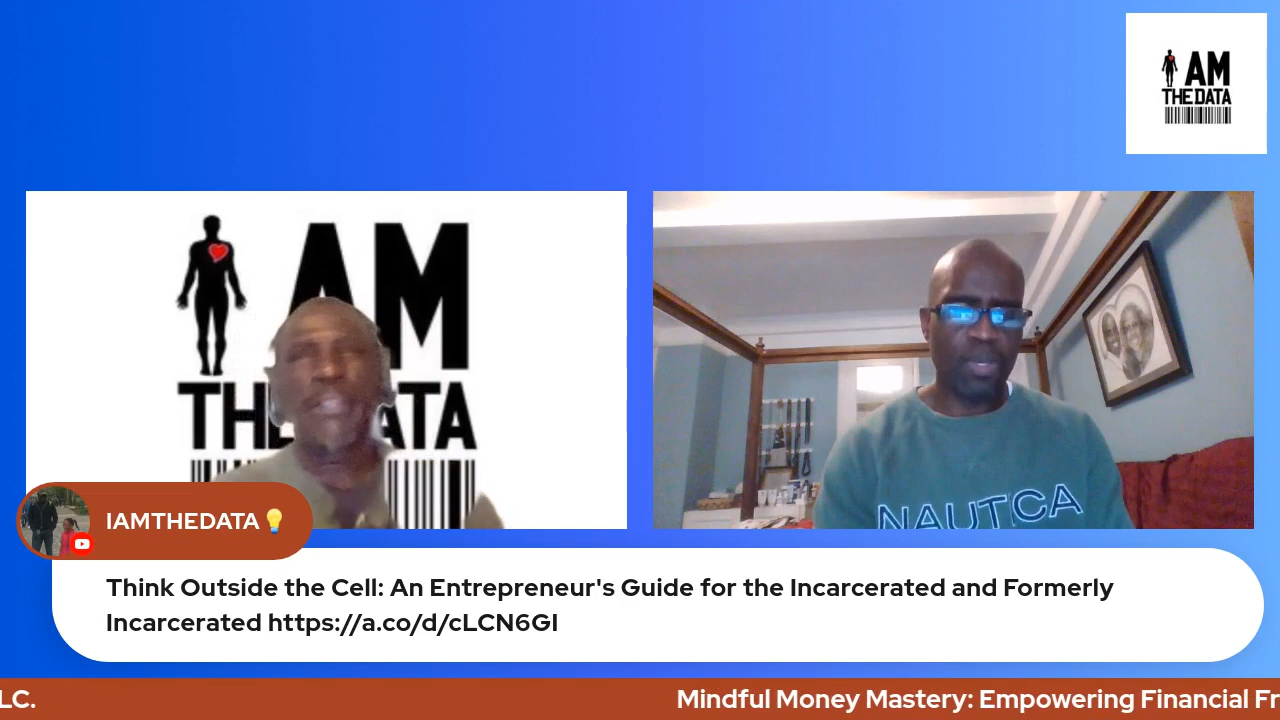 I AM
THE DATA
I AM
THE DATA
NAUTICA
IAMTHEDATA💡
Think Outside the Cell: An Entrepreneur's Guide for the Incarcerated and Formerly
Incarcerated https://a.co/d/cLCN6GI
LC.
Mindful Money Mastery: Empowering Financial Fr